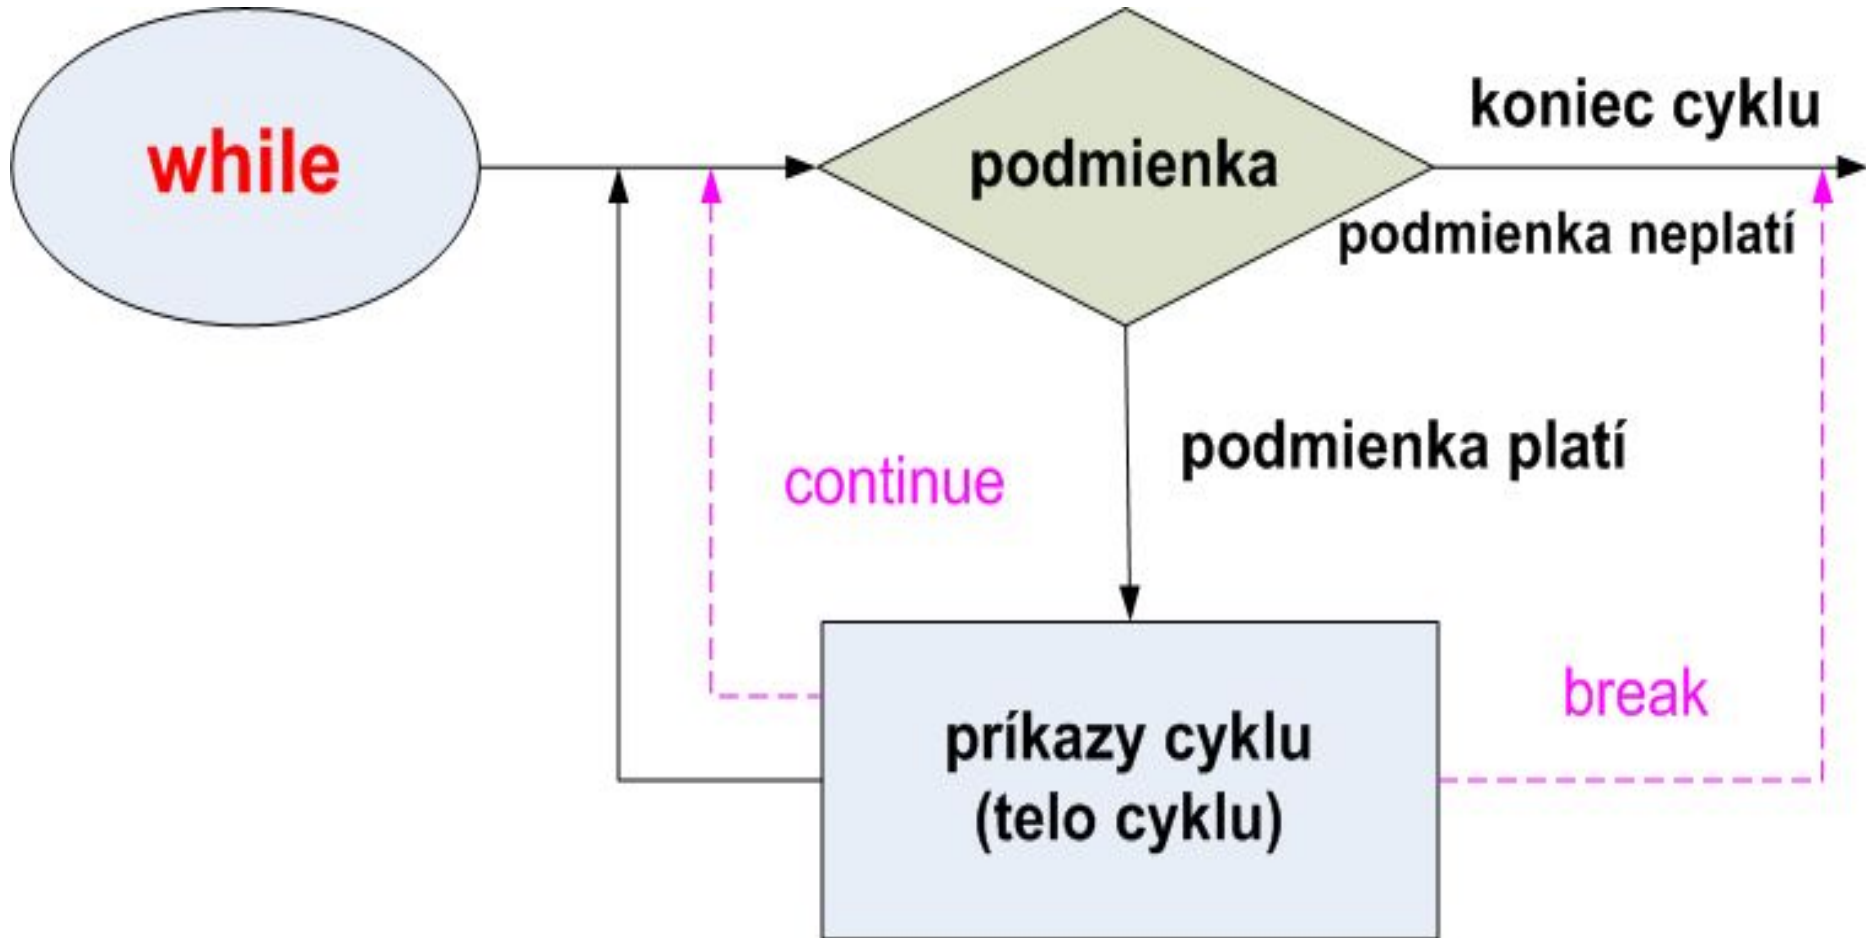 while
podmienka
koniec cyklu
podmienka neplatí
podmienka platí
continue
break
príkazy cyklu
(telo cyklu)